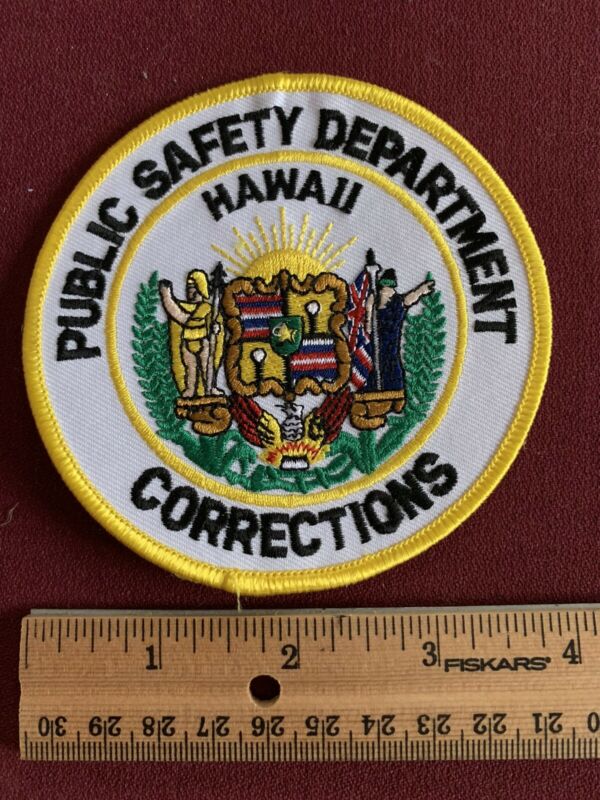 PUBLIC SAFETY DEPARTMENT
HAWAII
CORRECTIONS
1 2 3 FISKARS® 4
30 29 28 27 26 25 24 23 22 21 0